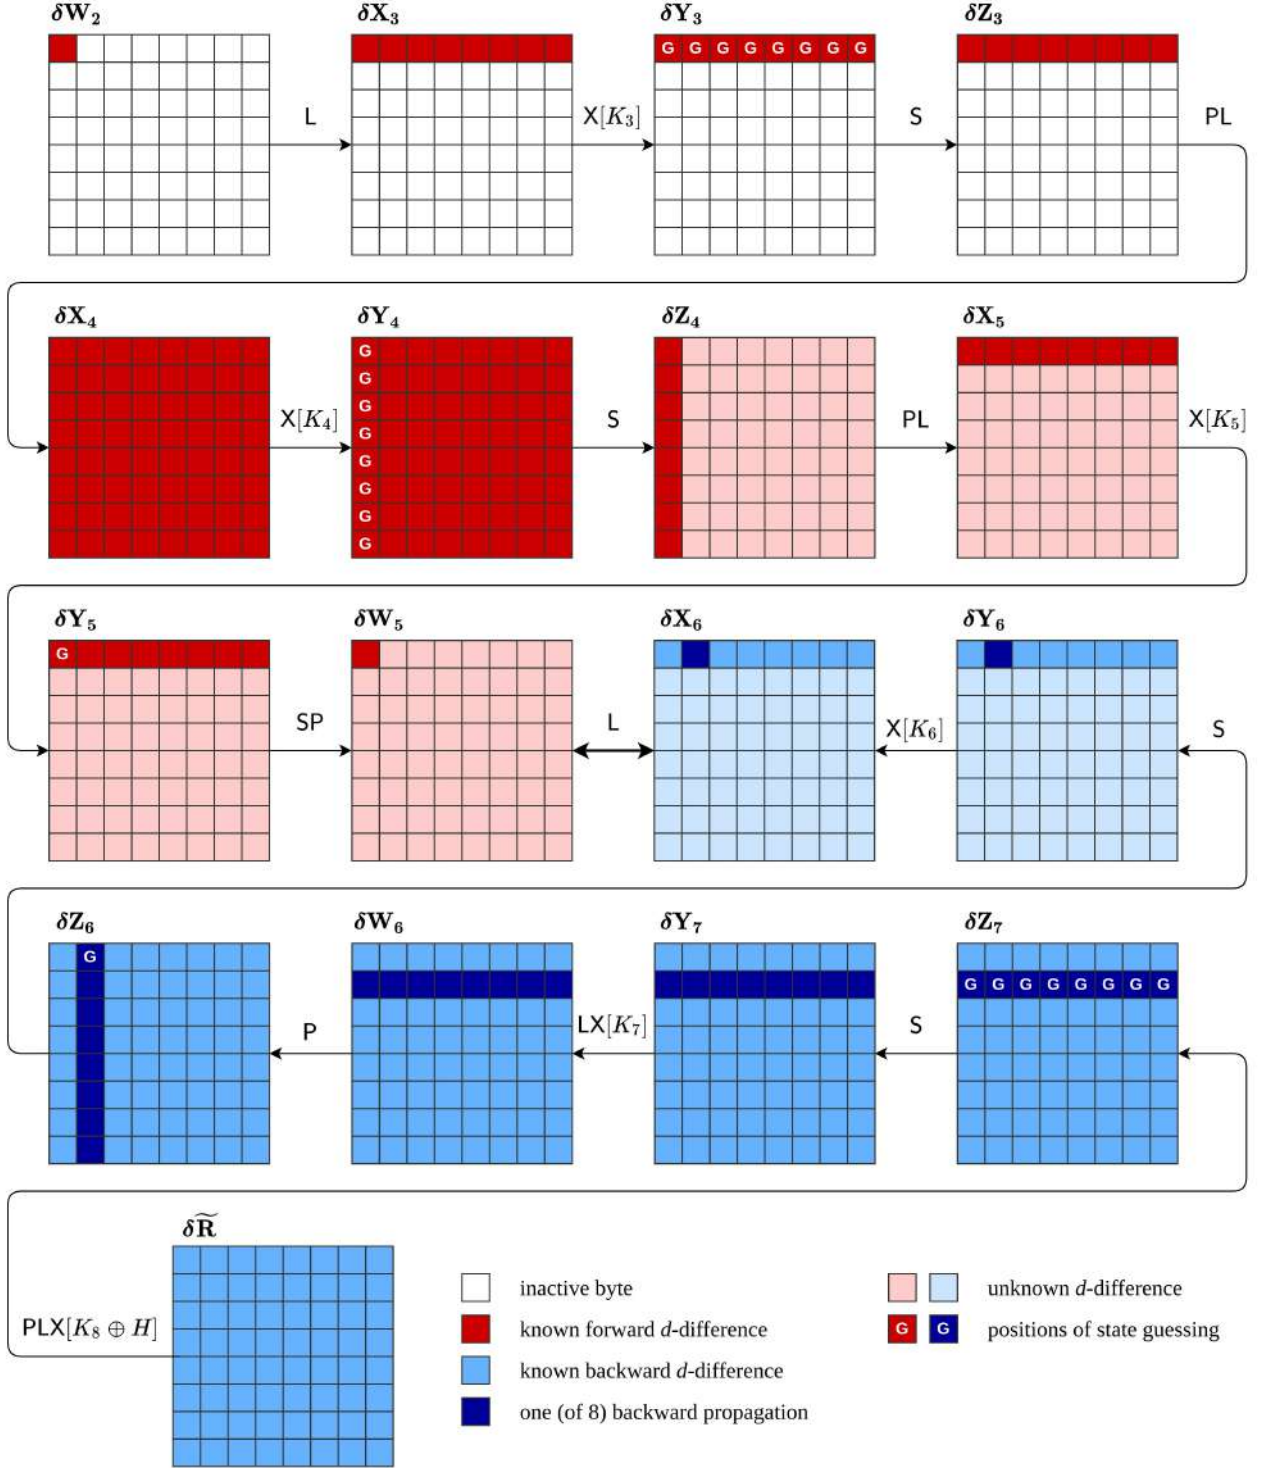 δW₂ δX₃ δY₃ δZ₃
G G G G G G G G
L X[K₃] S PL
δX₄ δY₄ δZ₄ δX₅
G
G
G
X[K₄] S PL X[K₅]
G
G
G
G
G
δY₅ δW₅ δX₆ δY₆
G
SP L X[K₆] S
δZ₆ δW₆ δY₇ δZ₇
G
G G G G G G G G
P LX[K₇] S
δR̃
inactive byte unknown d-difference
PLX[K₈ ⊕ H] known forward d-difference G G positions of state guessing
known backward d-difference
one (of 8) backward propagation